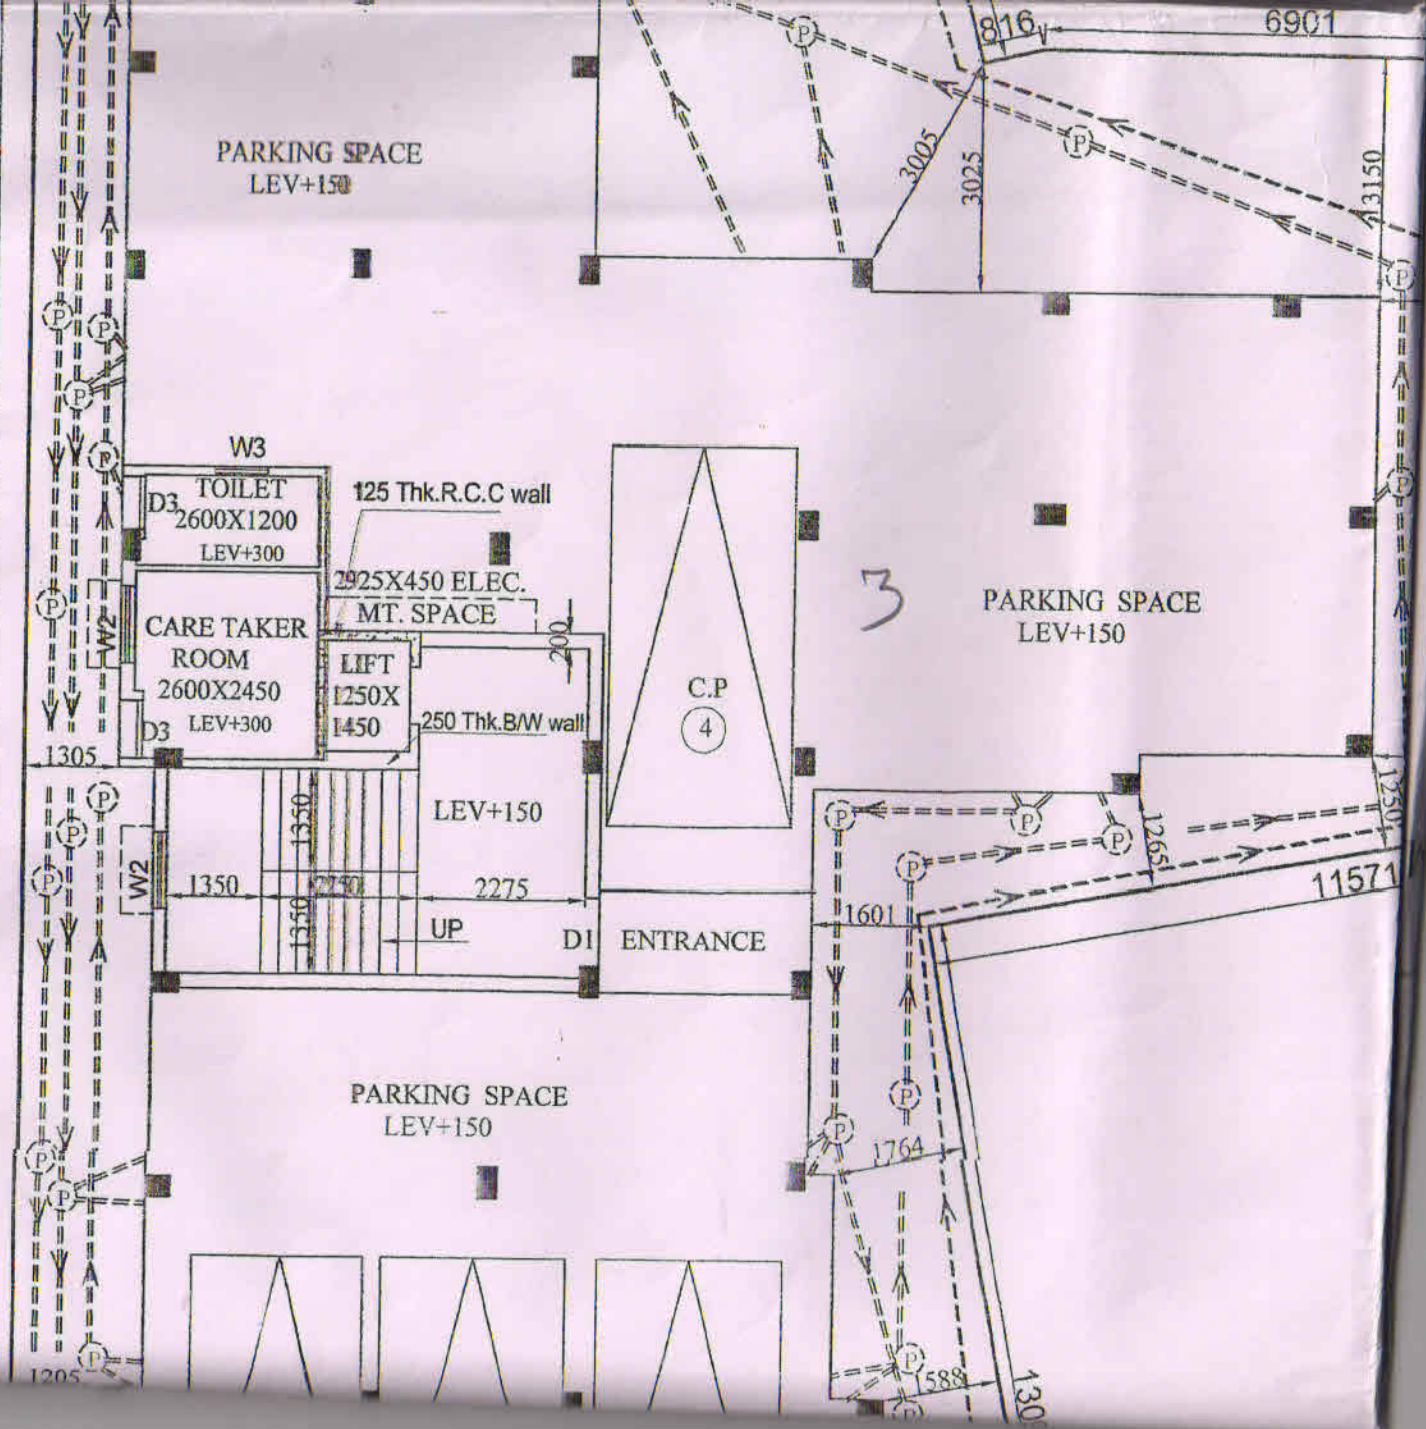 816
6901
P
P
3005
3025
13150
PARKING SPACE
LEV+150
P
P
P
P
P
P
W3
TOILET
D3
2600X1200
LEV+300
125 Thk.R.C.C wall
2925X450 ELEC.
MT. SPACE
200
P
W2
CARE TAKER
ROOM
2600X2450
LEV+300
D3
LIFT
1250X
1450
250 Thk.B/W wall
C.P
4
3
PARKING SPACE
LEV+150
1305
P
P
P
W2
1350
1350
2250
1350
LEV+150
2275
UP
D1
ENTRANCE
P
P
P
P
1265
1250
11571
1601
P
P
1764
PARKING SPACE
LEV+150
P
P
P
1205
P
1588
P